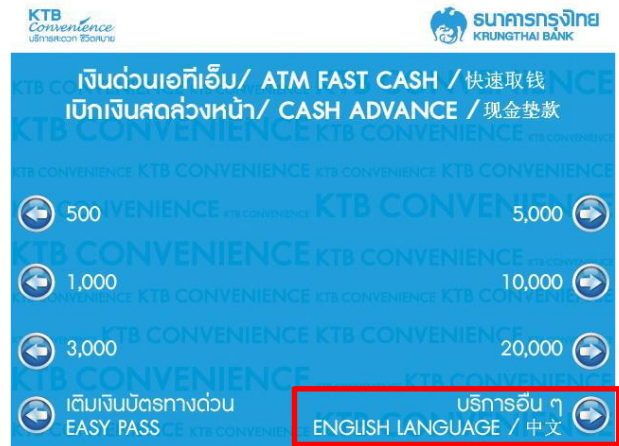 KTB
Convenience
บริการสะดวก ชีวิตสบาย
ธนาคารกรุงไทย
KRUNGTHAI BANK
เงินด่วนเอทีเอ็ม/ ATM FAST CASH /快速取钱
เบิกเงินสดล่วงหน้า/ CASH ADVANCE /现金垫款
500
5,000
1,000
10,000
3,000
20,000
เติมเงินบัตรทางด่วน
EASY PASS
บริการอื่น ๆ
ENGLISH LANGUAGE / 中文